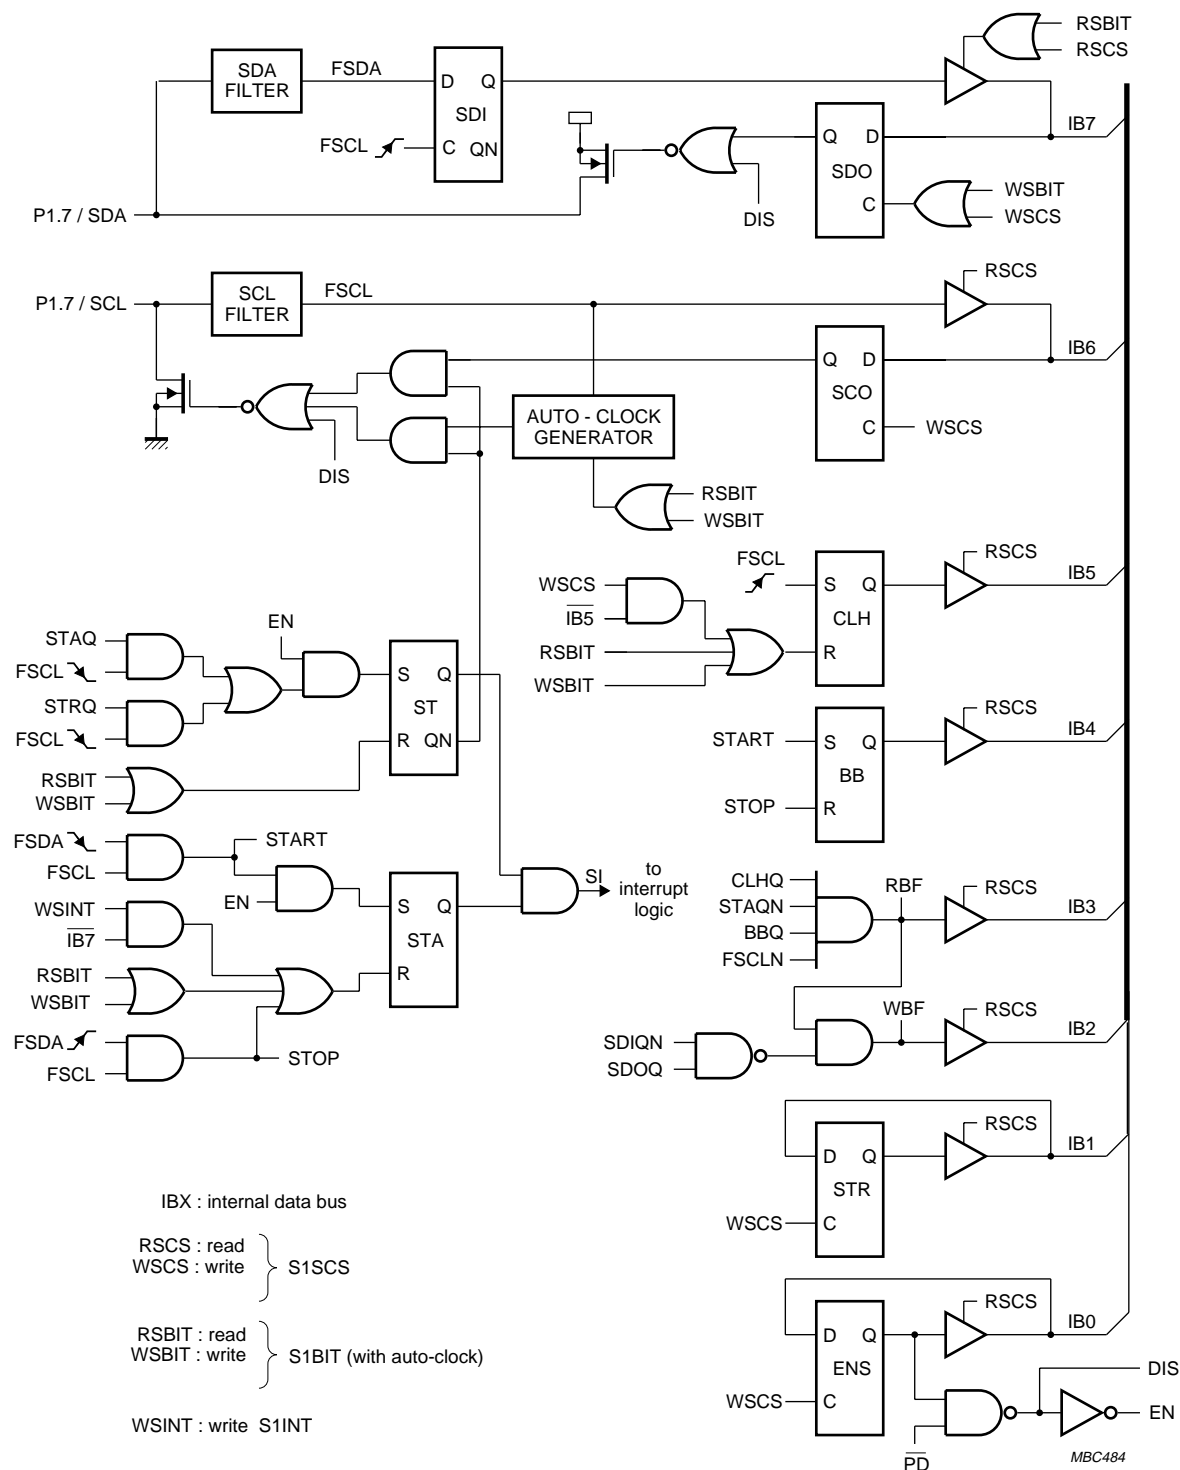 RSBIT
RSCS
SDA
FILTER
FSDA
D Q
SDI
C QN
FSCL
IB7
Q D
SDO
C
WSBIT
WSCS
DIS
P1.7 / SDA
P1.7 / SCL
SCL
FILTER
FSCL
RSCS
IB6
Q D
SCO
C
WSCS
AUTO - CLOCK
GENERATOR
DIS
RSBIT
WSBIT
FSCL
WSCS
I̅B̅5̅
RSBIT
WSBIT
S Q
CLH
R
RSCS
IB5
EN
STAQ
FSCL
STRQ
FSCL
RSBIT
WSBIT
S Q
ST
R QN
START
STOP
S Q
BB
R
RSCS
IB4
FSDA
FSCL
START
EN
WSINT
I̅B̅7̅
RSBIT
WSBIT
FSDA
FSCL
STOP
S Q
STA
R
SI
to
interrupt
logic
CLHQ
STAQN
BBQ
FSCLN
RBF
RSCS
IB3
SDIQN
SDOQ
WBF
RSCS
IB2
D Q
STR
C
WSCS
RSCS
IB1
IBX : internal data bus
RSCS : read
WSCS : write
S1SCS
RSBIT : read
WSBIT : write
S1BIT (with auto-clock)
WSINT : write S1INT
D Q
ENS
C
WSCS
RSCS
IB0
DIS
EN
P̅D̅
MBC484